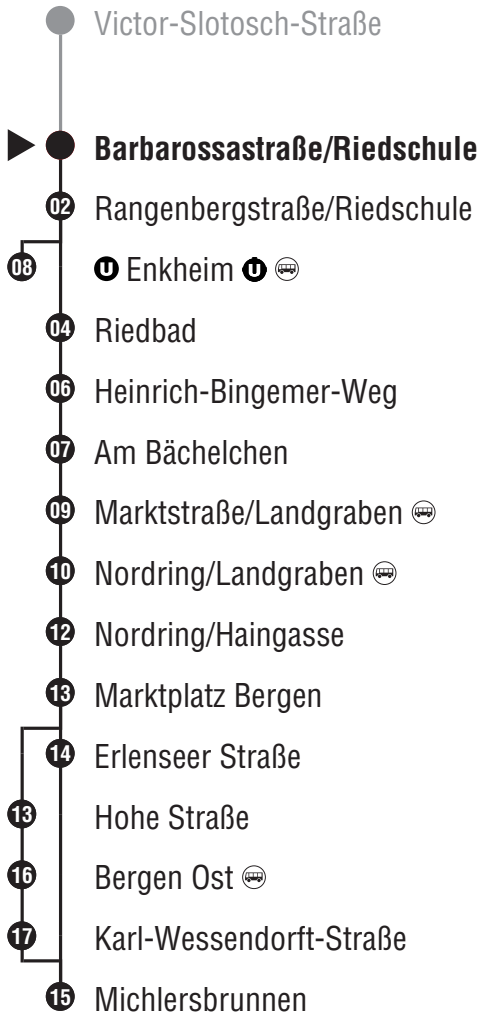 Victor-Slotosch-Straße
Barbarossastraße/Riedschule
02 Rangenbergstraße/Riedschule
08 U Enkheim U
04 Riedbad
06 Heinrich-Bingemer-Weg
07 Am Bächelchen
09 Marktstraße/Landgraben
10 Nordring/Landgraben
12 Nordring/Haingasse
13 Marktplatz Bergen
14 Erlenseer Straße
13 Hohe Straße
16 Bergen Ost
17 Karl-Wessendorft-Straße
15 Michlersbrunnen